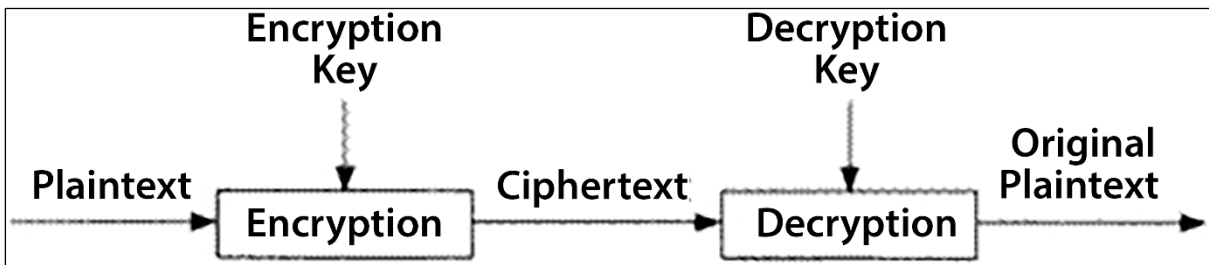 Encryption
Key
Decryption
Key
Plaintext
Encryption
Ciphertext
Decryption
Original
Plaintext